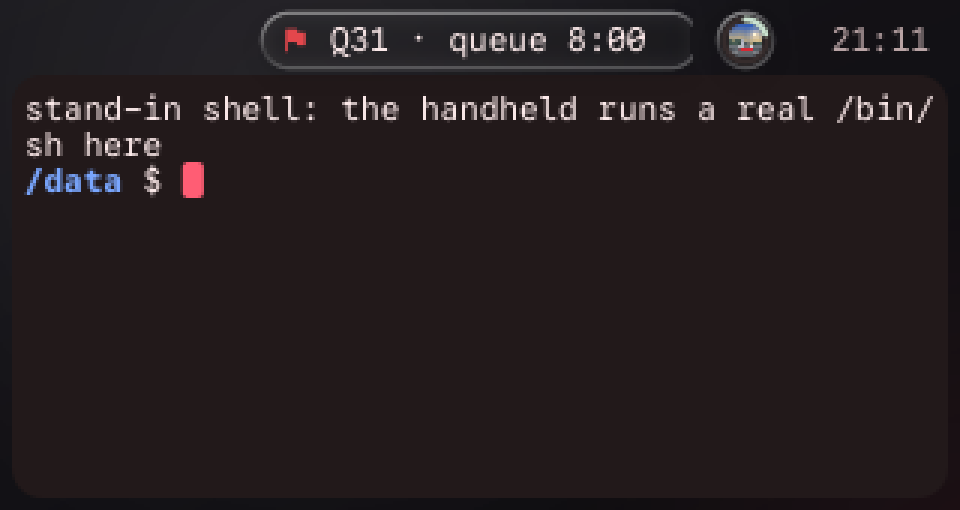 Q31 · queue 8:00
21:11
stand-in shell: the handheld runs a real /bin/
sh here
/data $